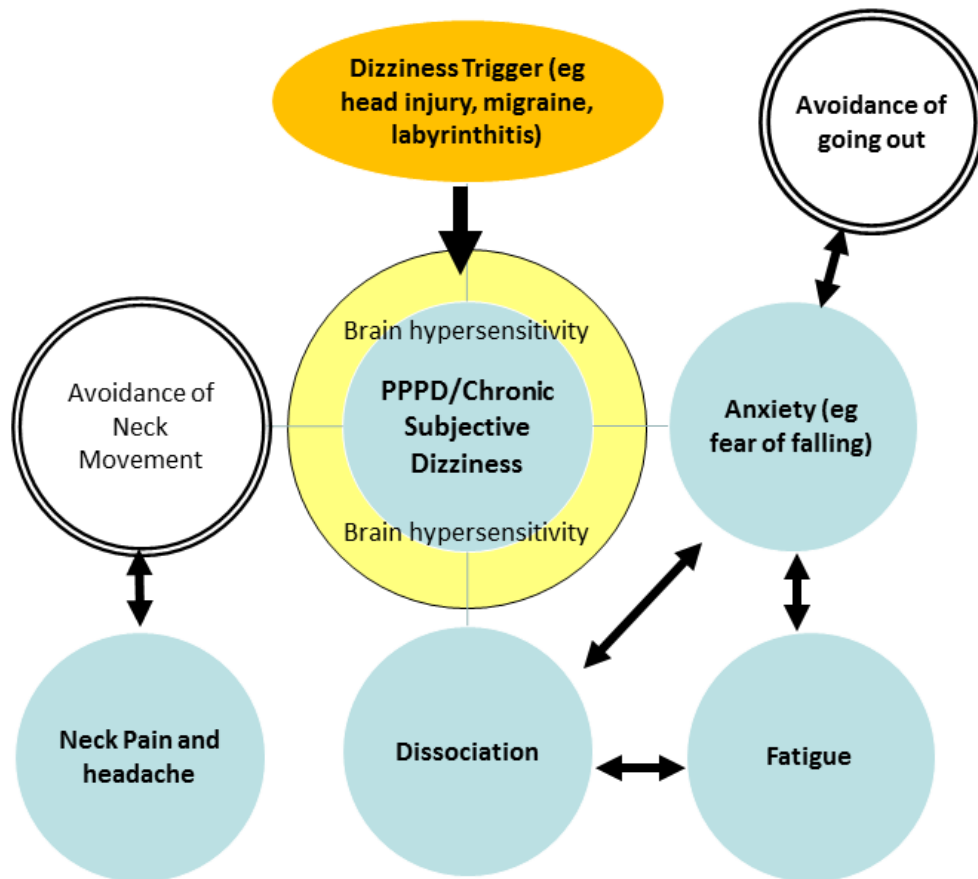 Dizziness Trigger (eg
head injury, migraine,
labyrinthitis)
Avoidance of
going out
Brain hypersensitivity
PPPD/Chronic
Subjective
Dizziness
Brain hypersensitivity
Avoidance of
Neck
Movement
Anxiety (eg
fear of falling)
Neck Pain and
headache
Dissociation
Fatigue